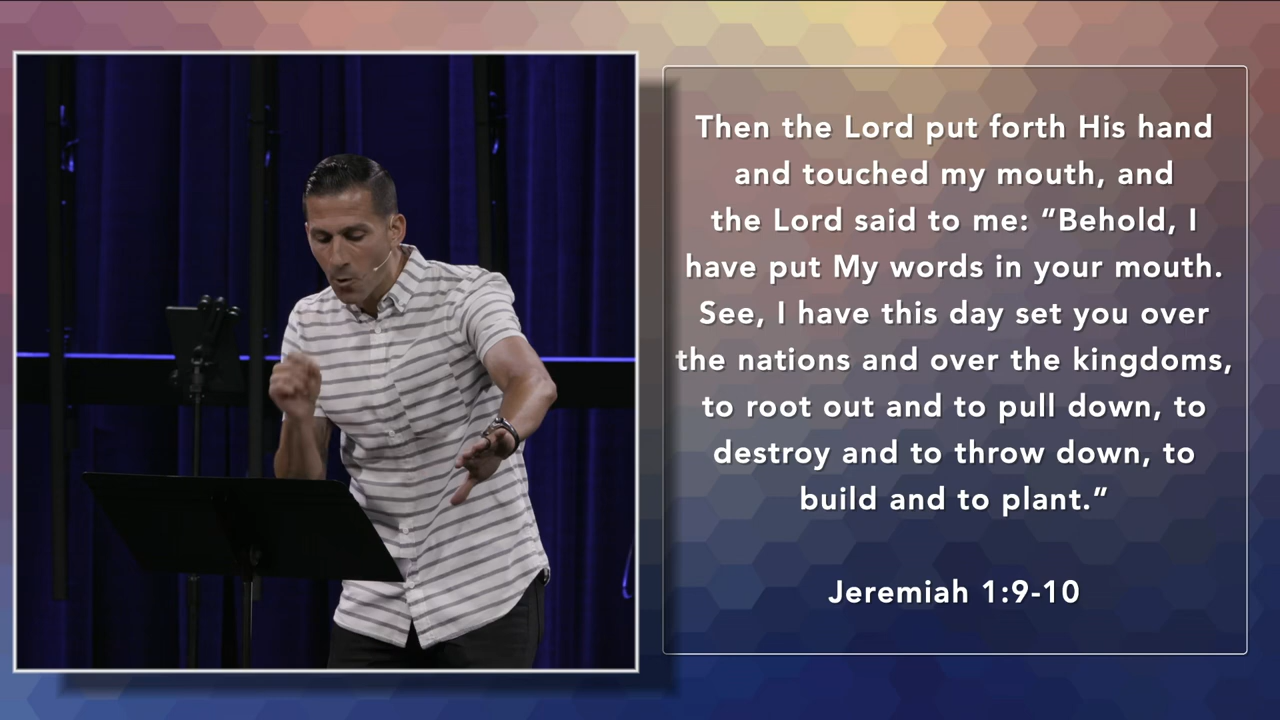 Then the Lord put forth His hand
and touched my mouth, and
the Lord said to me: “Behold, I
have put My words in your mouth.
See, I have this day set you over
the nations and over the kingdoms,
to root out and to pull down, to
destroy and to throw down, to
build and to plant.”
Jeremiah 1:9-10